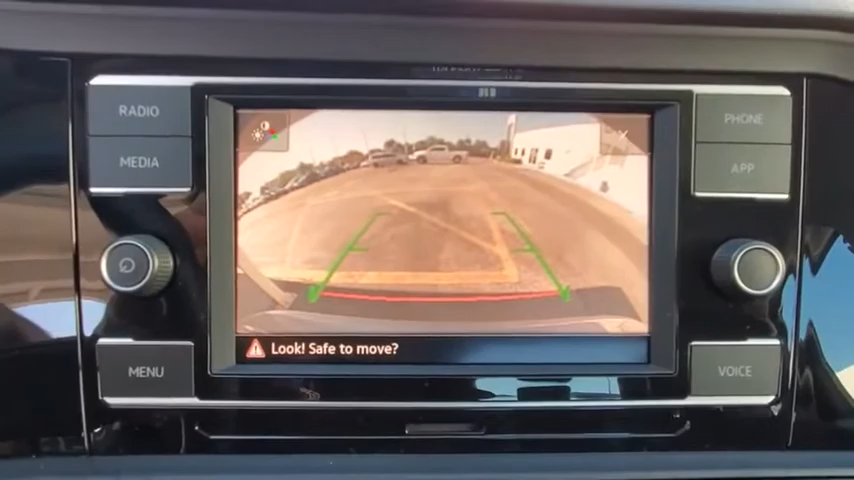 RADIO
PHONE
MEDIA
APP
Look! Safe to move?
MENU
VOICE